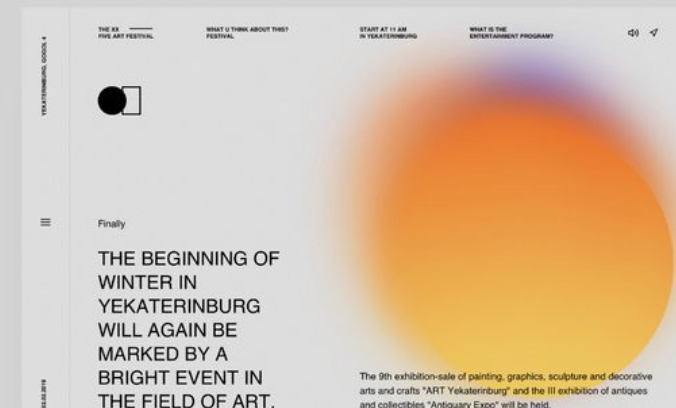 THE XX
FIVE ART FESTIVAL
WHAT U THINK ABOUT THIS?
FESTIVAL
START AT 11 AM
IN YEKATERINBURG
WHAT IS THE
ENTERTAINMENT PROGRAM?
YEKATERINBURG, GOGOL 4
Finally
THE BEGINNING OF
WINTER IN
YEKATERINBURG
WILL AGAIN BE
MARKED BY A
BRIGHT EVENT IN
THE FIELD OF ART.
The 9th exhibition-sale of painting, graphics, sculpture and decorative
arts and crafts "ART Yekaterinburg" and the III exhibition of antiques
and collectibles "Antiquary Expo" will be held.